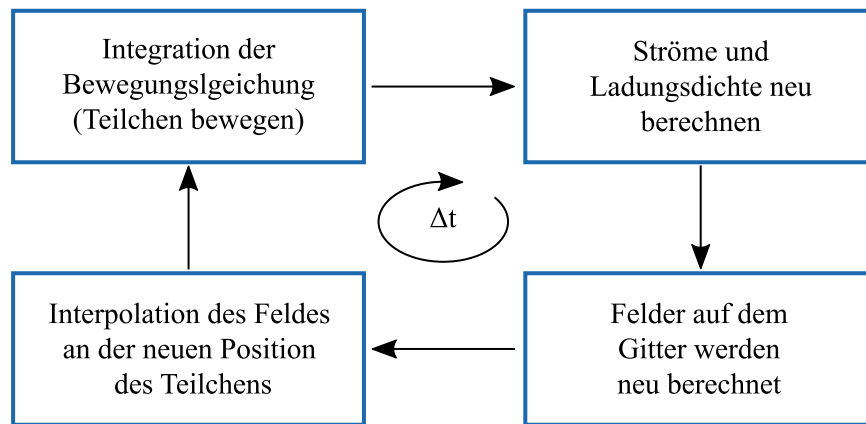 Integration der
Bewegungslgeichung
(Teilchen bewegen)
Ströme und
Ladungsdichte neu
berechnen
Δt
Interpolation des Feldes
an der neuen Position
des Teilchens
Felder auf dem
Gitter werden
neu berechnet